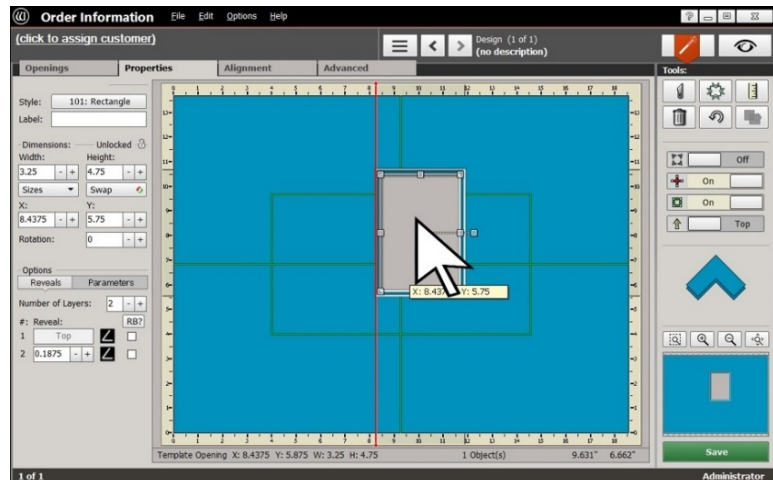 Order Information File Edit Options Help
(click to assign customer)
Design (1 of 1)
(no description)
Openings Properties Alignment Advanced
Tools:
Style: 101: Rectangle
Label:
Dimensions: Unlocked
Width: Height:
3.25 - + 4.75 - +
Sizes Swap
X: Y:
8.4375 - + 5.75 - +
Rotation: 0 - +
Options
Reveals Parameters
Number of Layers: 2 - +
#: Reveal: RB?
1 Top
2 0.1875 - +
Off
On
On
Top
X: 8.437 Y: 5.75
Template Opening X: 8.4375 Y: 5.875 W: 3.25 H: 4.75 1 Object(s) 9.631" 6.662"
Save
1 of 1 Administrator